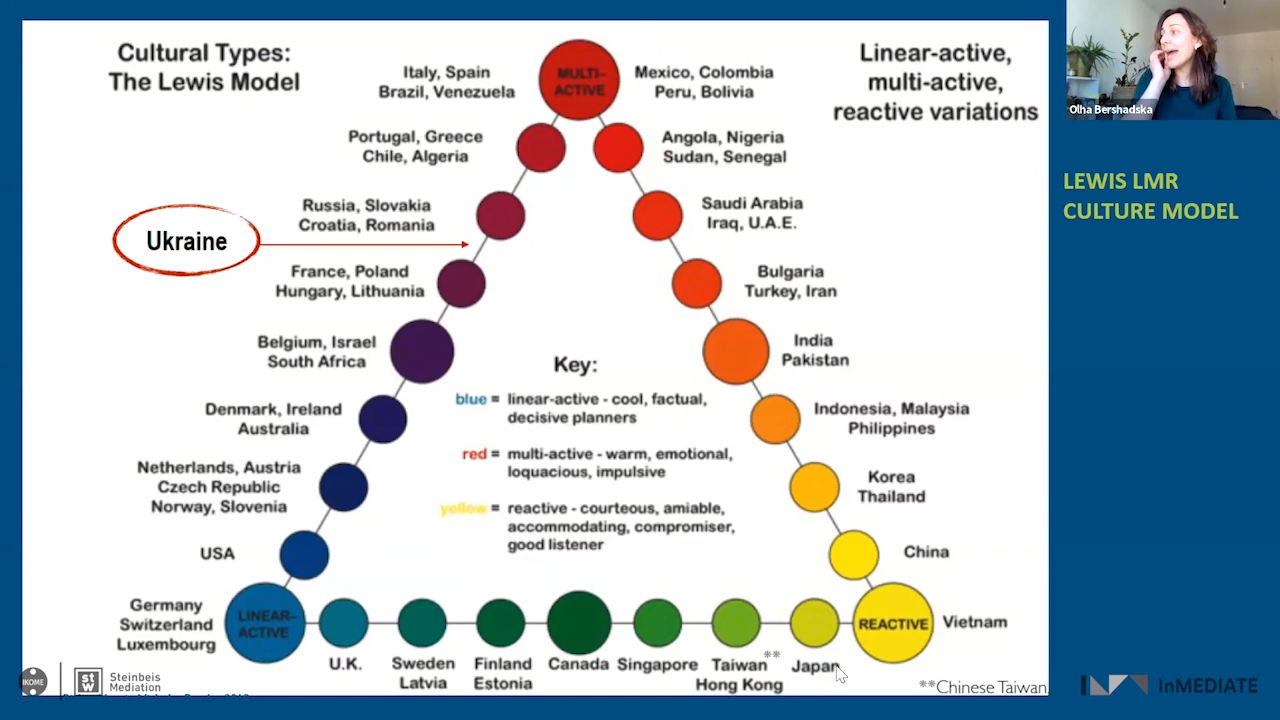 Cultural Types:
The Lewis Model
Linear-active,
multi-active,
reactive variations
MULTI-
ACTIVE
Italy, Spain
Brazil, Venezuela
Mexico, Colombia
Peru, Bolivia
Portugal, Greece
Chile, Algeria
Angola, Nigeria
Sudan, Senegal
Russia, Slovakia
Croatia, Romania
Saudi Arabia
Iraq, U.A.E.
Ukraine
France, Poland
Hungary, Lithuania
Bulgaria
Turkey, Iran
Belgium, Israel
South Africa
India
Pakistan
Key:
blue = linear-active - cool, factual,
decisive planners
red = multi-active - warm, emotional,
loquacious, impulsive
yellow = reactive - courteous, amiable,
accommodating, compromiser,
good listener
Denmark, Ireland
Australia
Indonesia, Malaysia
Philippines
Netherlands, Austria
Czech Republic
Norway, Slovenia
Korea
Thailand
USA
China
Germany
Switzerland
Luxembourg
LINEAR-
ACTIVE
REACTIVE
Vietnam
U.K.
Sweden
Latvia
Finland
Estonia
Canada
Singapore
**
Taiwan
Hong Kong
Japan
**Chinese Taiwan
IKOME
st
w
Steinbeis
Mediation
Olha Bershadska
LEWIS LMR
CULTURE MODEL
InMEDIATE